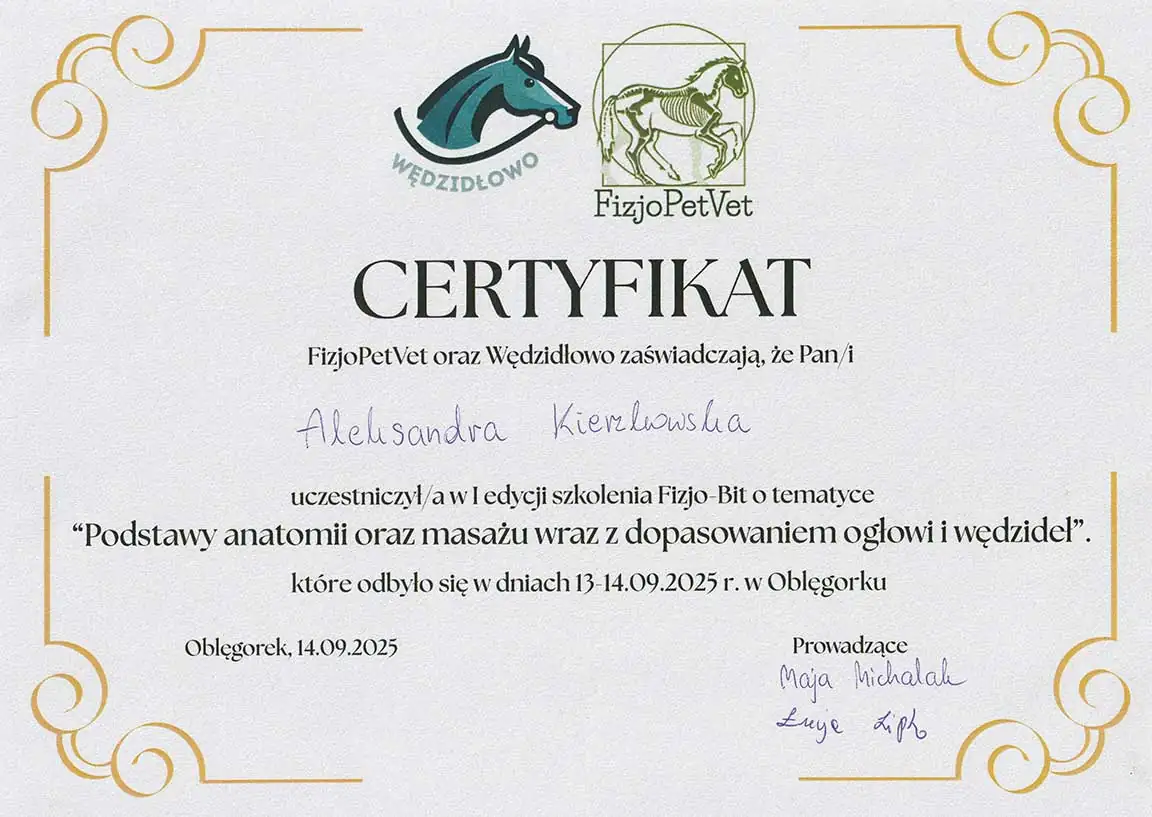 WĘDZIDŁOWO
FizjoPetVet
CERTYFIKAT
FizjoPetVet oraz Wędzidłowo zaświadczają, że Pan/i
Aleksandra Kierzkowska
uczestniczył/a w I edycji szkolenia Fizjo-Bit o tematyce
“Podstawy anatomii oraz masażu wraz z dopasowaniem ogłowi i wędzideł”.
które odbyło się w dniach 13-14.09.2025 r. w Oblęgorku
Oblęgorek, 14.09.2025
Prowadzące
Maja Michalak